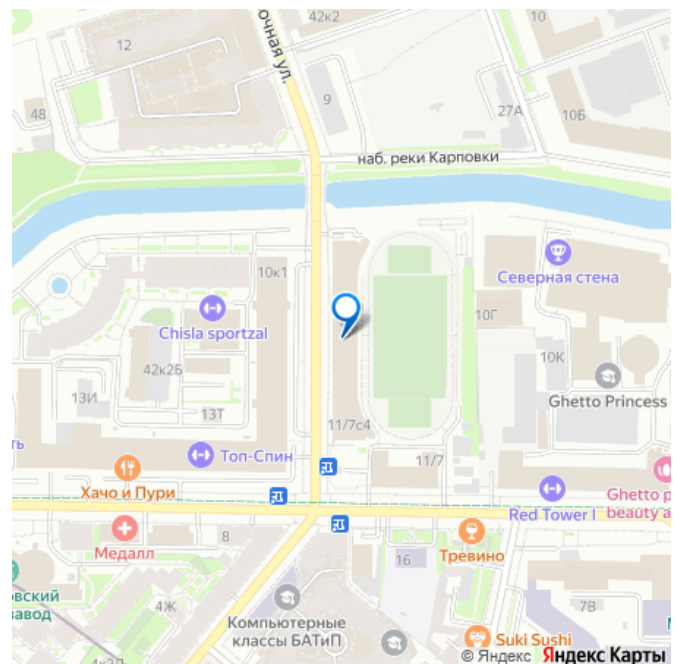 42к2
10
12
очная ул.
9
48
27А
10Б
наб. реки Карповки
10к1
Северная стена
Chisla sportzal
10Г
42к2Б
10К
13И
Ghetto Princess
13Т
11/7с4
ть
Топ-Спин
11/7
Хачо и Пури
Red Tower I
Ghetto p
beauty a
Медалл
8
Тревино
16
овский
завод
4Ж
Компьютерные
классы БАТиП
7В
Suki Sushi
© Яндекс Яндекс Карты